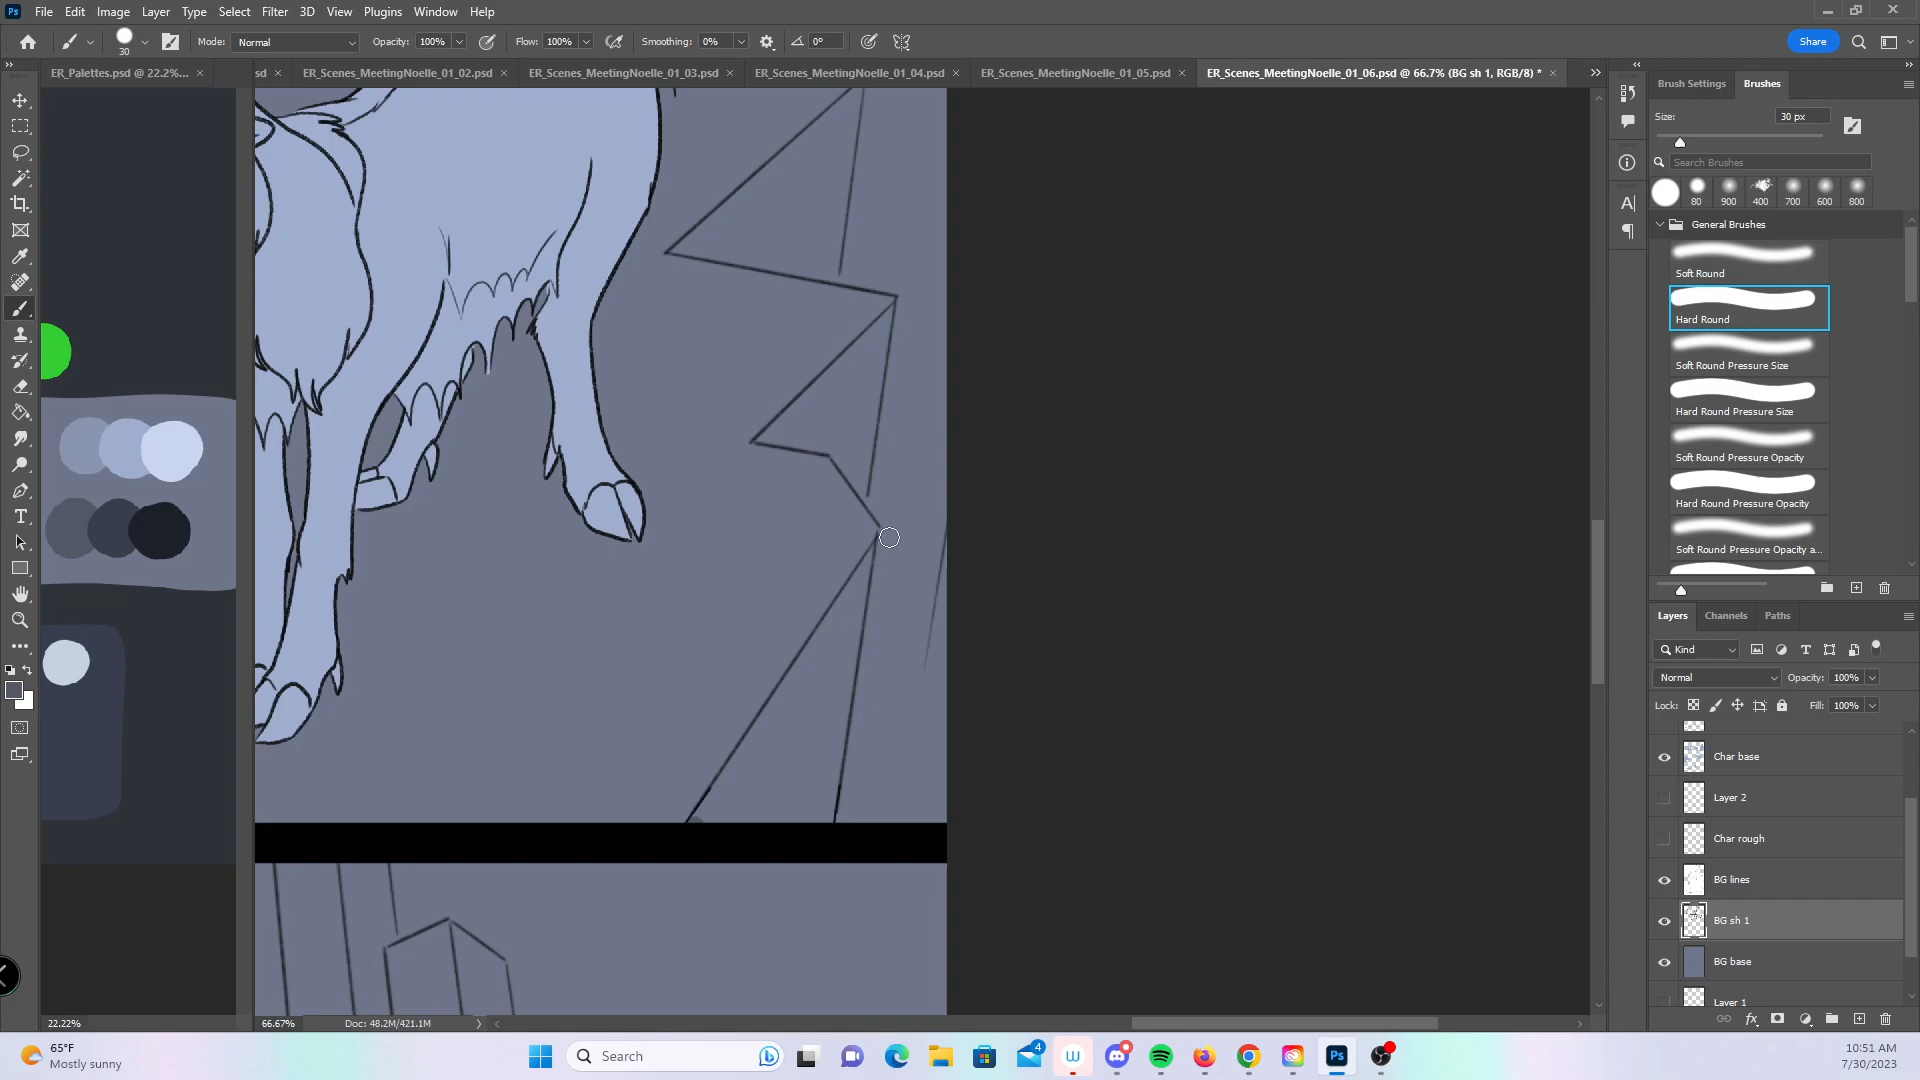 Ps File Edit Image Layer Type Select Filter 3D View Plugins Window Help
30 Mode: Normal Opacity: 100% Flow: 100% Smoothing: 0% 0° Share
ER_Palettes.psd @ 22.2%... × sd × ER_Scenes_MeetingNoelle_01_02.psd × ER_Scenes_MeetingNoelle_01_03.psd × ER_Scenes_MeetingNoelle_01_04.psd × ER_Scenes_MeetingNoelle_01_05.psd × ER_Scenes_MeetingNoelle_01_06.psd @ 66.7% (BG sh 1, RGB/8) * ×
Brush Settings Brushes
Size: 30 px
Search Brushes
80 900 400 700 600 800
General Brushes
Soft Round
Hard Round
Soft Round Pressure Size
Hard Round Pressure Size
Soft Round Pressure Opacity
Hard Round Pressure Opacity
Soft Round Pressure Opacity a...
Layers Channels Paths
Kind
Normal Opacity: 100%
Lock: Fill: 100%
Char base
Layer 2
Char rough
BG lines
BG sh 1
BG base
Layer 1
22.22% 66.67% Doc: 48.2M/421.1M
65°F
Mostly sunny
Search
4
Ps
10:51 AM
7/30/2023